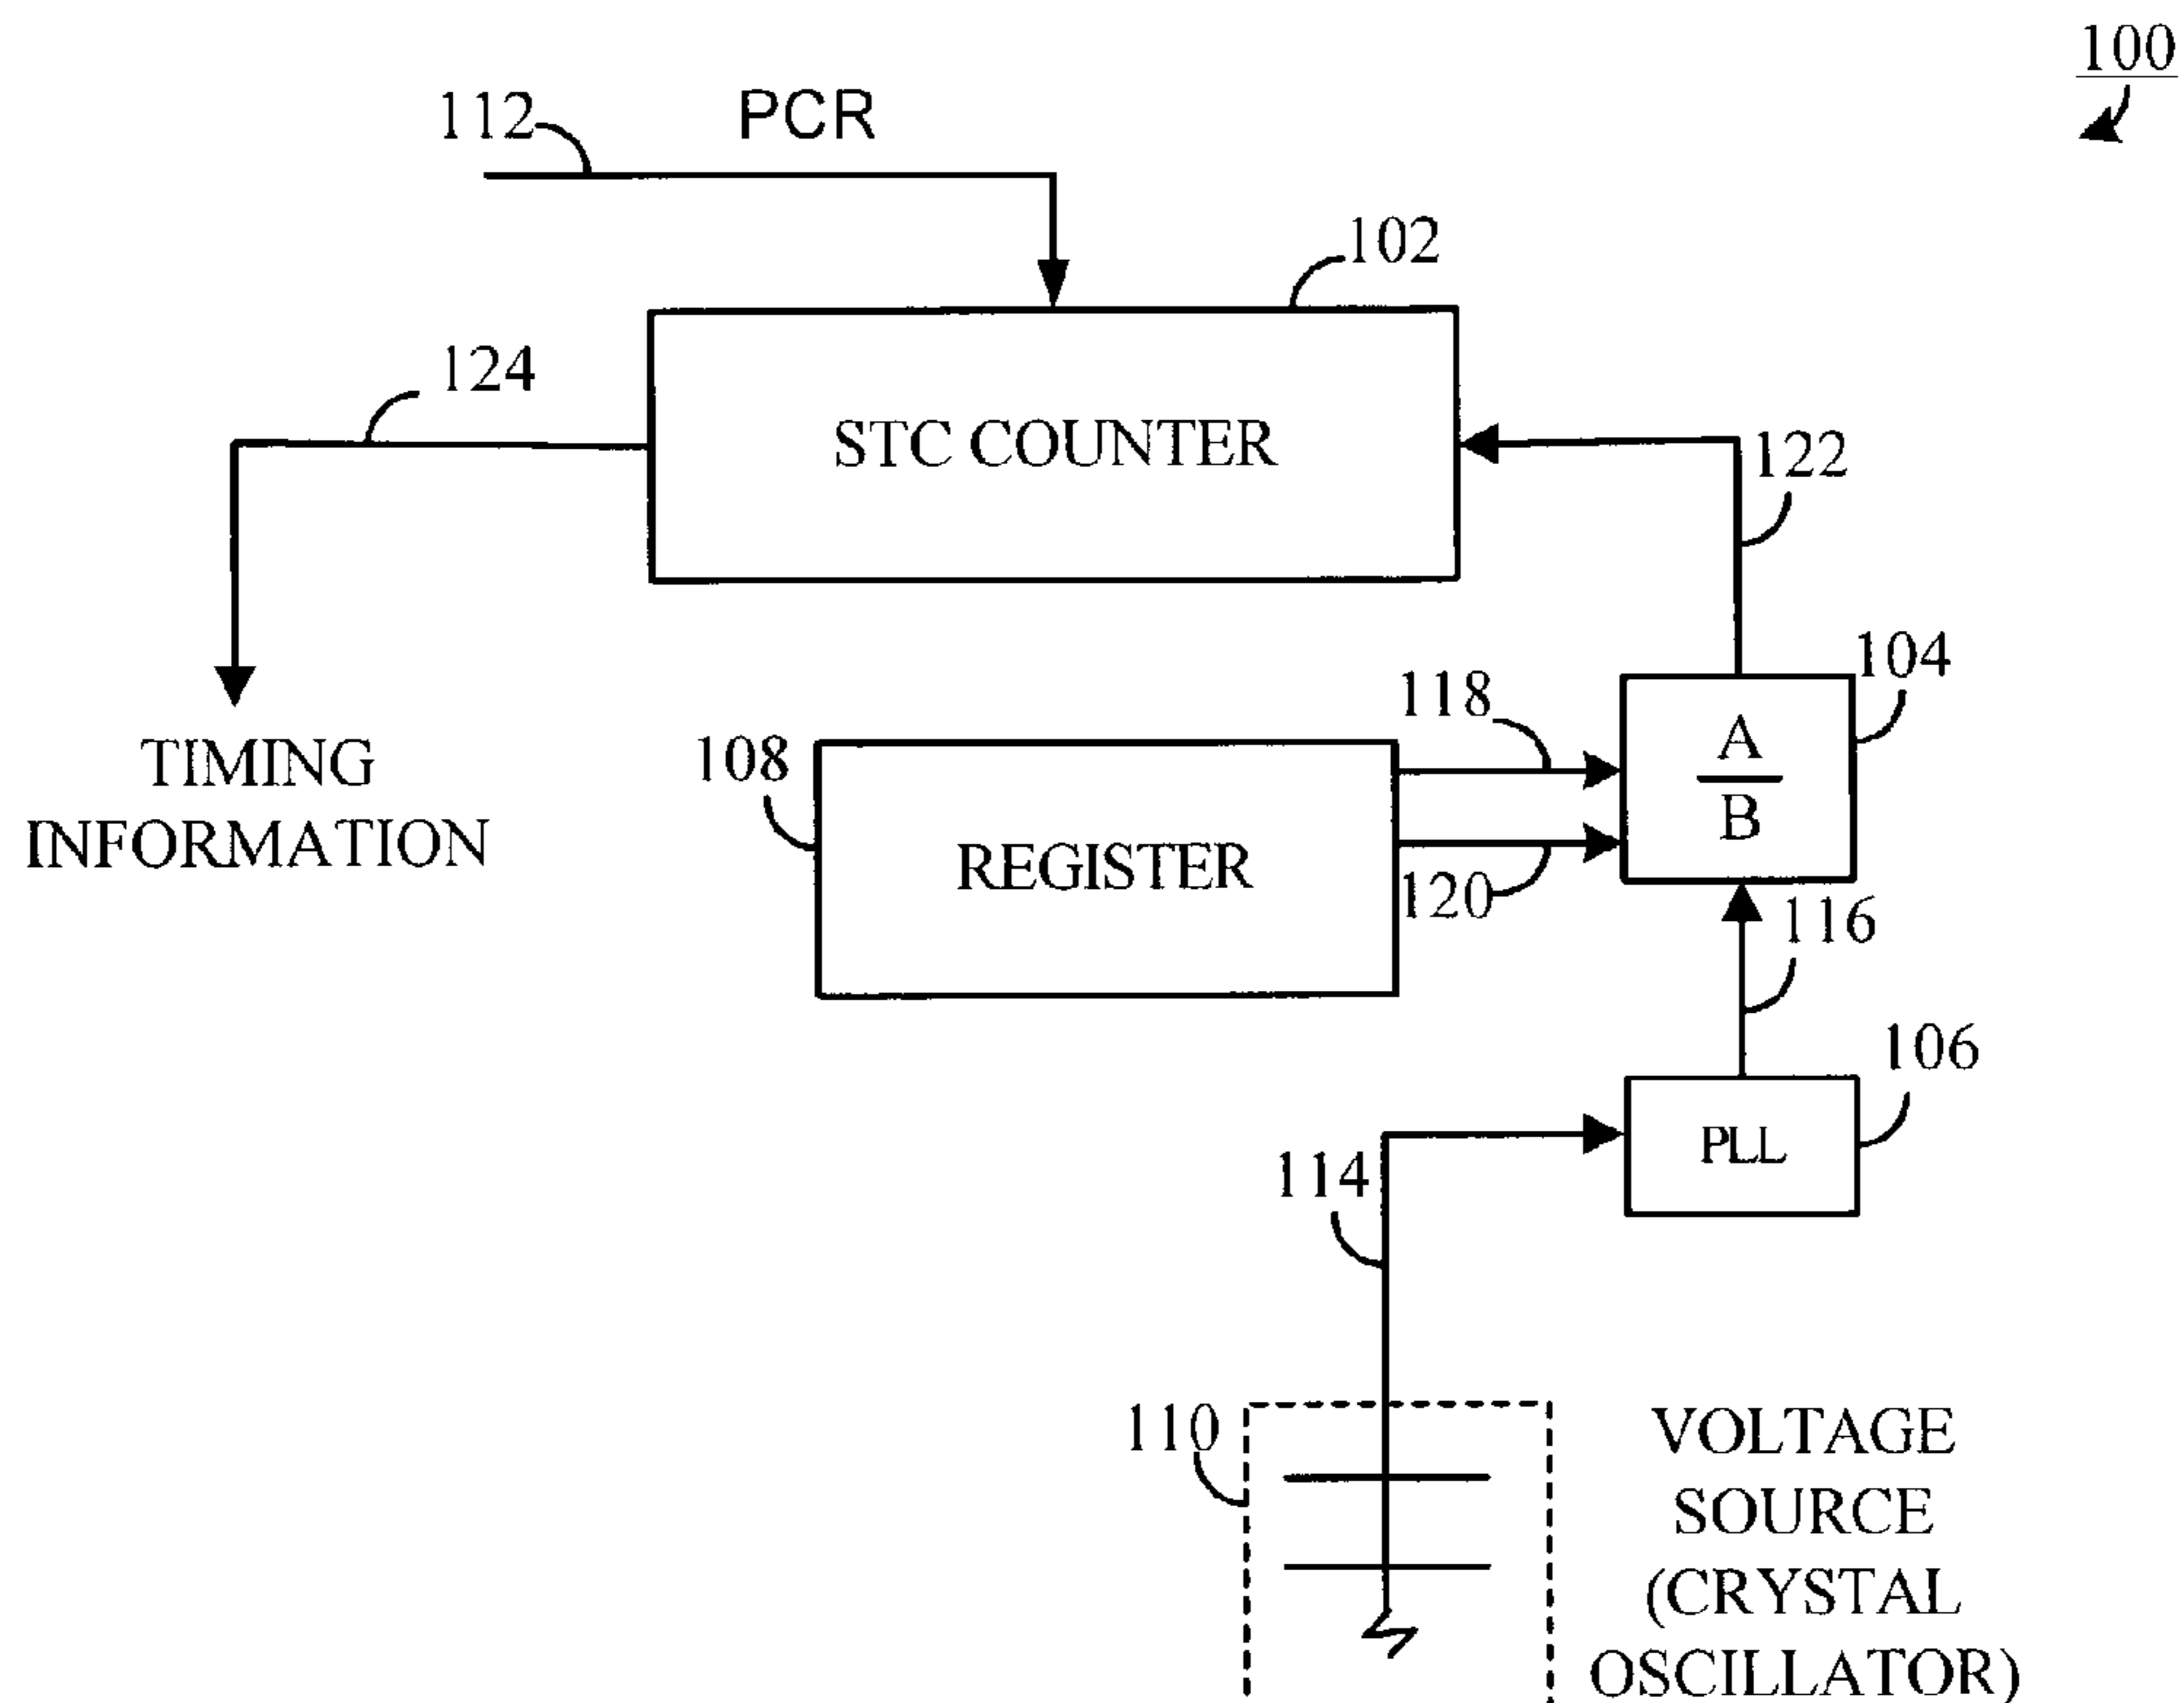 100
112
PCR
102
124
STC COUNTER
122
104
118
A
B
108
TIMING
INFORMATION
REGISTER
120
116
106
PLL
114
110
VOLTAGE
SOURCE
(CRYSTAL
OSCILLATOR)